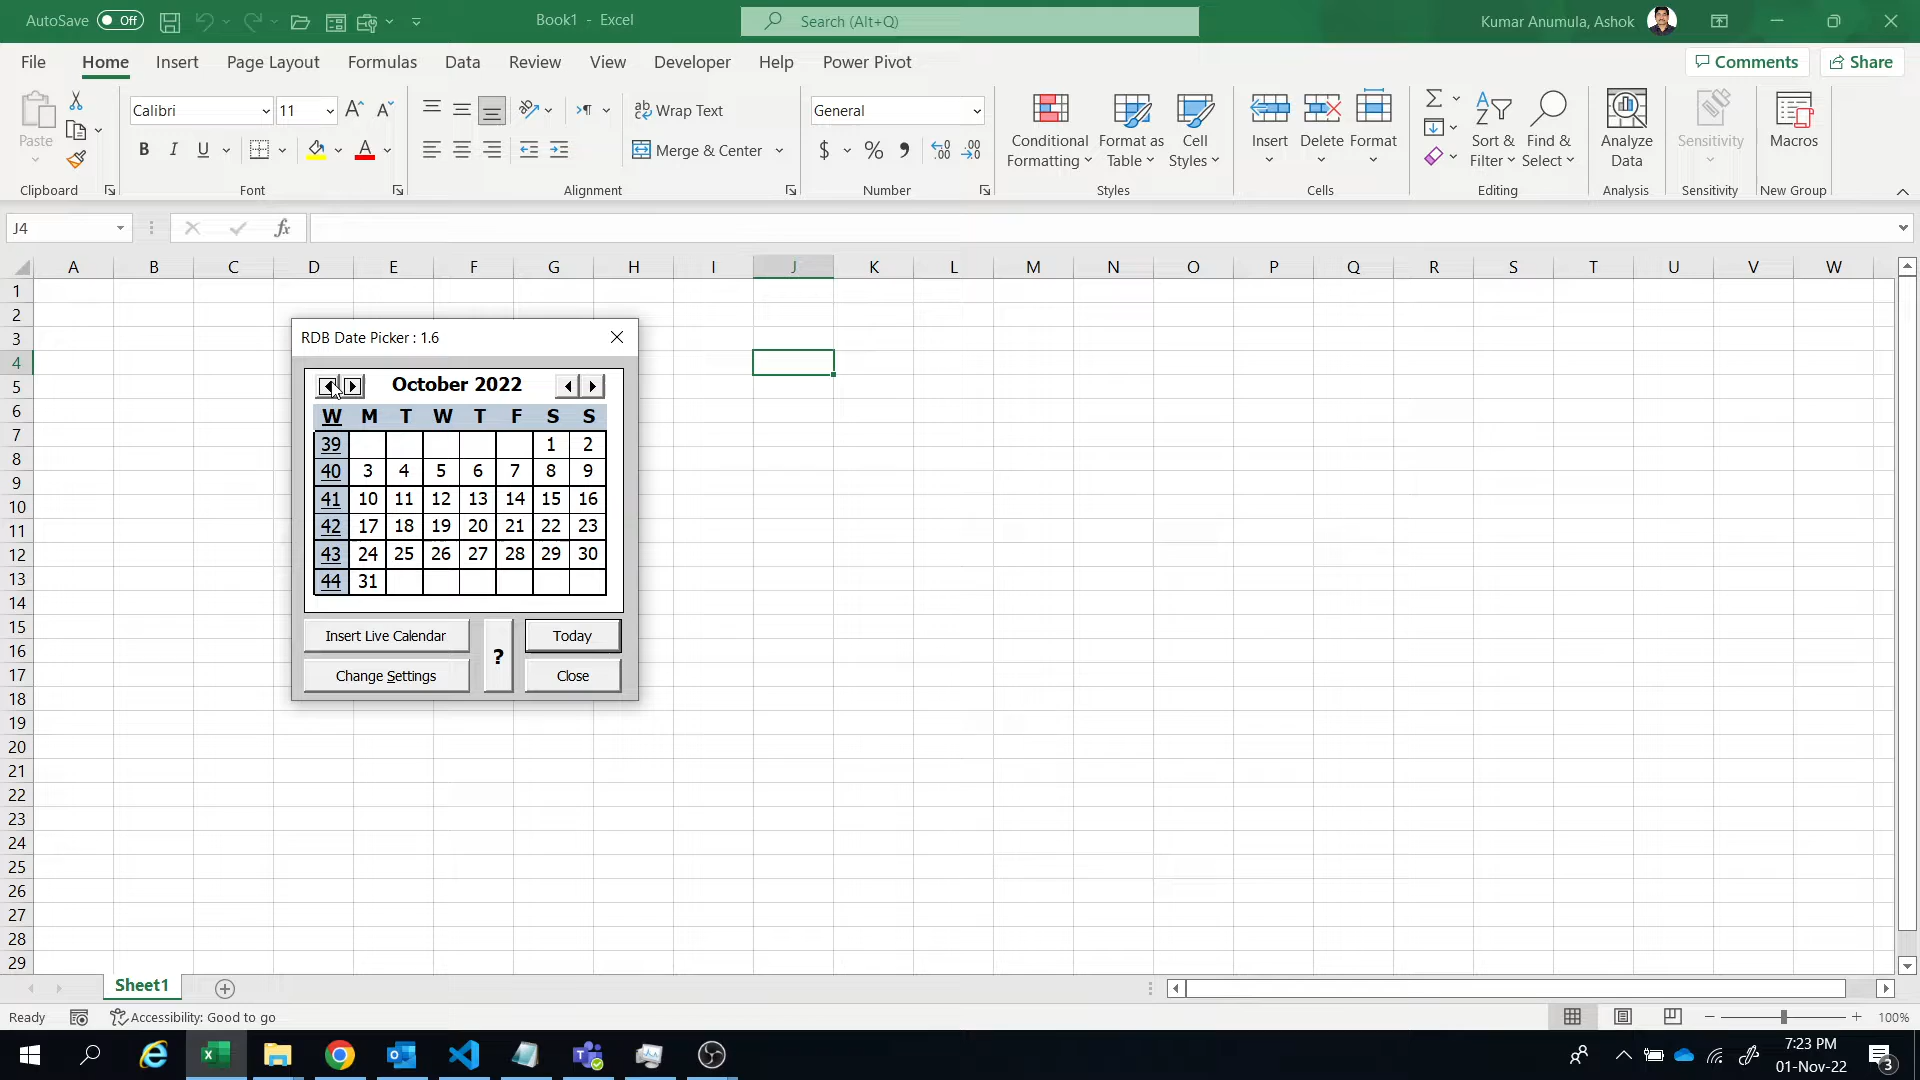 AutoSave Off Book1 - Excel Search (Alt+Q) Kumar Anumula, Ashok
File Home Insert Page Layout Formulas Data Review View Developer Help Power Pivot Comments Share
Paste
Clipboard
Calibri 11
B I U A
Font
ab Wrap Text
Merge & Center
Alignment
General
$ % ,
Number
Conditional Formatting
Format as Table
Cell Styles
Styles
Insert Delete Format
Cells
Sort & Filter
Find & Select
Editing
Analyze Data
Analysis
Sensitivity
Sensitivity
Macros
New Group
J4 fx
A B C D E F G H I J K L M N O P Q R S T U V W
1
2
3
4
5
6
7
8
9
10
11
12
13
14
15
16
17
18
19
20
21
22
23
24
25
26
27
28
29
RDB Date Picker : 1.6
October 2022
W M T W T F S S
39 1 2
40 3 4 5 6 7 8 9
41 10 11 12 13 14 15 16
42 17 18 19 20 21 22 23
43 24 25 26 27 28 29 30
44 31
Insert Live Calendar ? Today
Change Settings Close
Sheet1
Ready Accessibility: Good to go 100%
7:23 PM
01-Nov-22
3